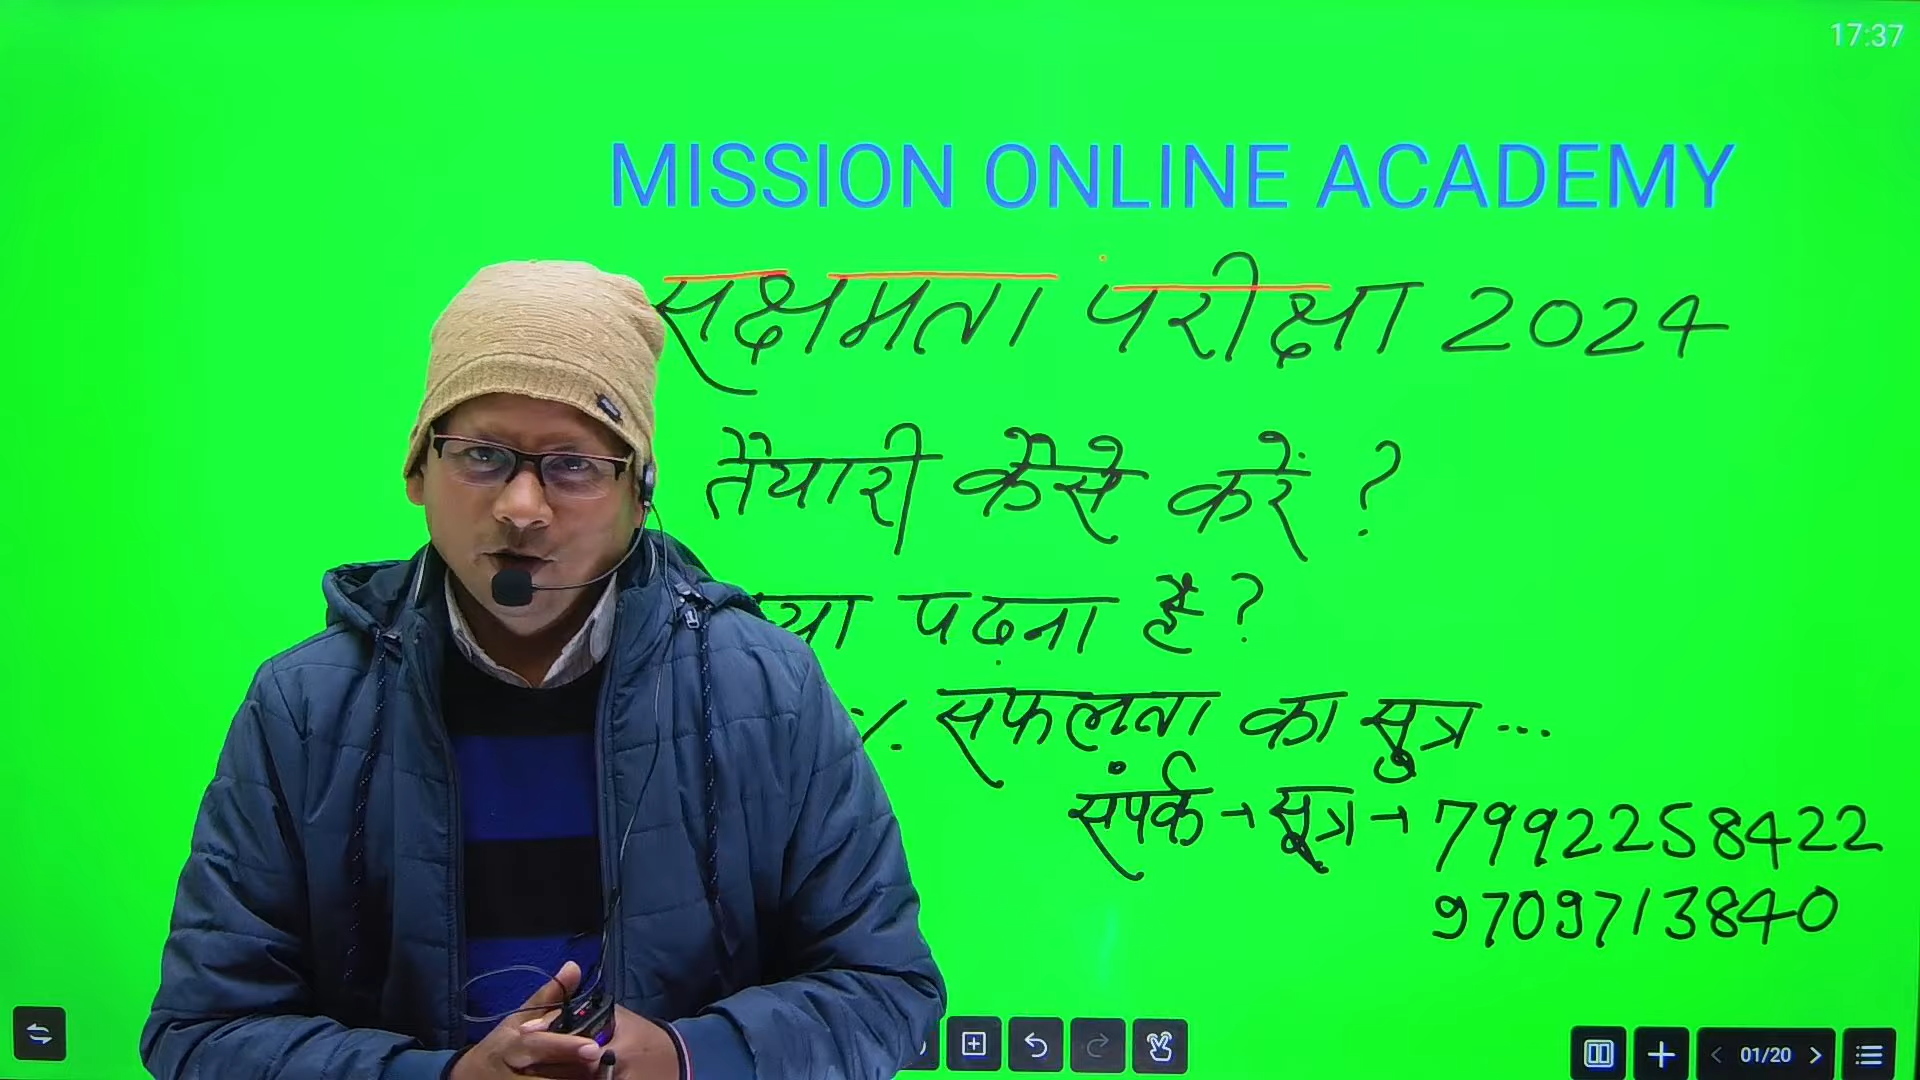 17:37
MISSION ONLINE ACADEMY
सक्षमता परीक्षा 2024
तैयारी कैसे करें ?
पढ़ना है ?
% सफलता का सूत्र ...
संपर्क → सूत्र → 7992258422
9709713840
01/20